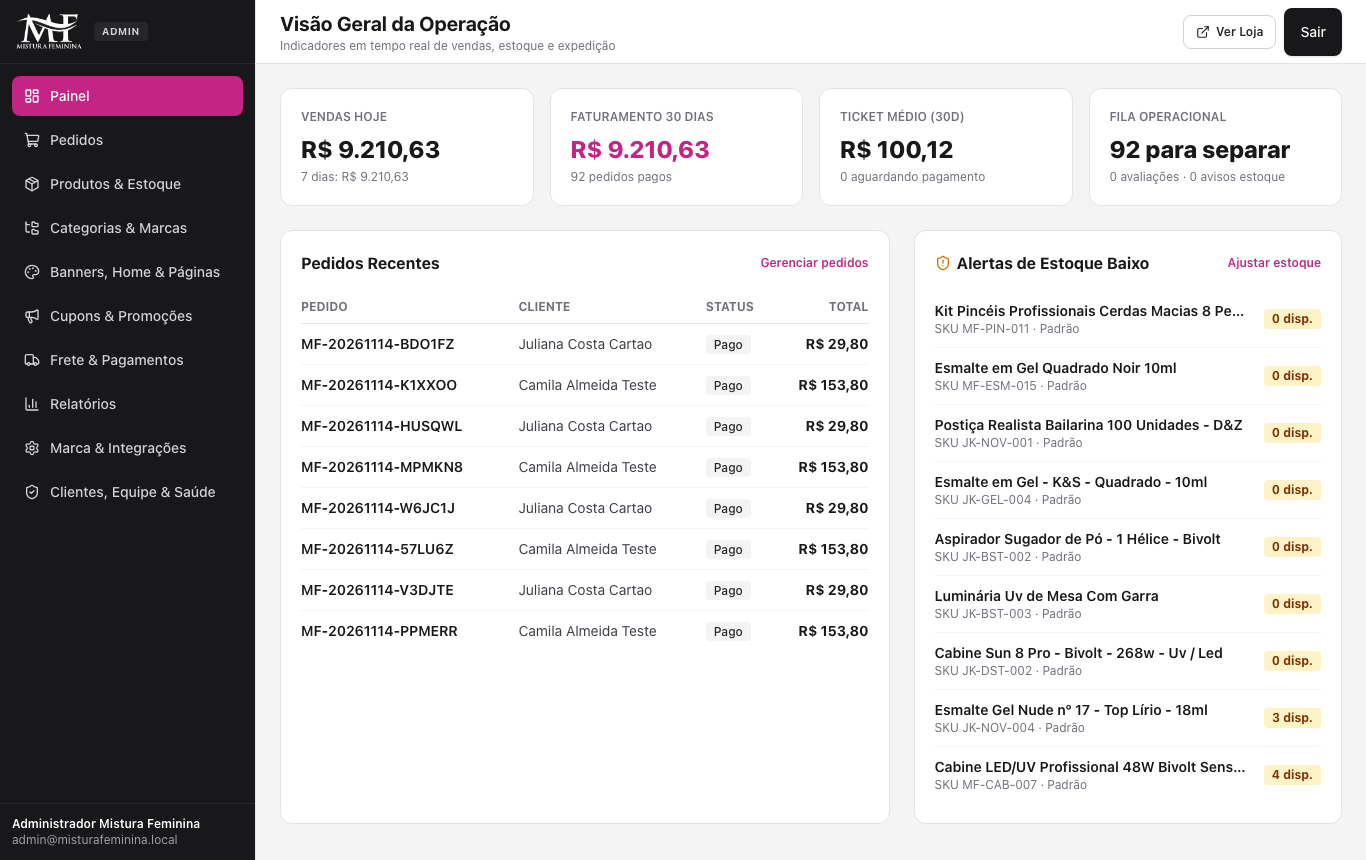 MF
MISTURA FEMININA
ADMIN
Painel
Pedidos
Produtos & Estoque
Categorias & Marcas
Banners, Home & Páginas
Cupons & Promoções
Frete & Pagamentos
Relatórios
Marca & Integrações
Clientes, Equipe & Saúde
Administrador Mistura Feminina
admin@misturafeminina.local
Visão Geral da Operação
Indicadores em tempo real de vendas, estoque e expedição
Ver Loja
Sair
VENDAS HOJE
R$ 9.210,63
7 dias: R$ 9.210,63
FATURAMENTO 30 DIAS
R$ 9.210,63
92 pedidos pagos
TICKET MÉDIO (30D)
R$ 100,12
0 aguardando pagamento
FILA OPERACIONAL
92 para separar
0 avaliações · 0 avisos estoque
Pedidos Recentes
Gerenciar pedidos
PEDIDO CLIENTE STATUS TOTAL
MF-20261114-BDO1FZ Juliana Costa Cartao Pago R$ 29,80
MF-20261114-K1XXOO Camila Almeida Teste Pago R$ 153,80
MF-20261114-HUSQWL Juliana Costa Cartao Pago R$ 29,80
MF-20261114-MPMKN8 Camila Almeida Teste Pago R$ 153,80
MF-20261114-W6JC1J Juliana Costa Cartao Pago R$ 29,80
MF-20261114-57LU6Z Camila Almeida Teste Pago R$ 153,80
MF-20261114-V3DJTE Juliana Costa Cartao Pago R$ 29,80
MF-20261114-PPMERR Camila Almeida Teste Pago R$ 153,80
Alertas de Estoque Baixo
Ajustar estoque
Kit Pincéis Profissionais Cerdas Macias 8 Pe... 0 disp.
SKU MF-PIN-011 · Padrão
Esmalte em Gel Quadrado Noir 10ml 0 disp.
SKU MF-ESM-015 · Padrão
Postiça Realista Bailarina 100 Unidades - D&Z 0 disp.
SKU JK-NOV-001 · Padrão
Esmalte em Gel - K&S - Quadrado - 10ml 0 disp.
SKU JK-GEL-004 · Padrão
Aspirador Sugador de Pó - 1 Hélice - Bivolt 0 disp.
SKU JK-BST-002 · Padrão
Luminária Uv de Mesa Com Garra 0 disp.
SKU JK-BST-003 · Padrão
Cabine Sun 8 Pro - Bivolt - 268w - Uv / Led 0 disp.
SKU JK-DST-002 · Padrão
Esmalte Gel Nude nº 17 - Top Lírio - 18ml 3 disp.
SKU JK-NOV-004 · Padrão
Cabine LED/UV Profissional 48W Bivolt Sens... 4 disp.
SKU MF-CAB-007 · Padrão